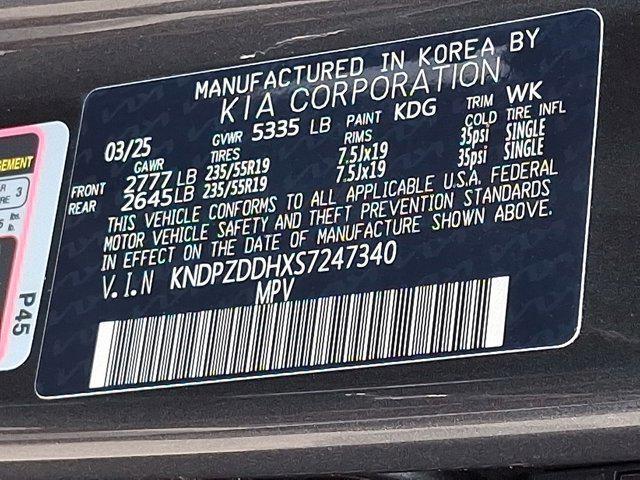 MANUFACTURED IN KOREA BY
KIA CORPORATION
03/25 GVWR 5335 LB PAINT KDG TRIM WK
GAWR TIRES RIMS COLD TIRE INFL
FRONT 2777 LB 235/55R19 7.5Jx19 35psi SINGLE
REAR 2645 LB 235/55R19 7.5Jx19 35psi SINGLE
THIS VEHICLE CONFORMS TO ALL APPLICABLE U.S.A. FEDERAL
MOTOR VEHICLE SAFETY AND THEFT PREVENTION STANDARDS
IN EFFECT ON THE DATE OF MANUFACTURE SHOWN ABOVE.
V.I.N KNDPZDDHXS7247340
MPV
3
P45